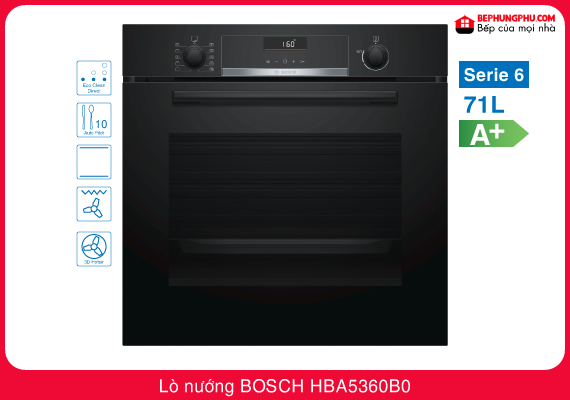 BEPHUNGPHU.COM
Bếp của mọi nhà
160°
BOSCH
Serie 6
71L
A+
Eco Clean
Direct
10
Auto Pilot
3D Hotair
Lò nướng BOSCH HBA5360B0